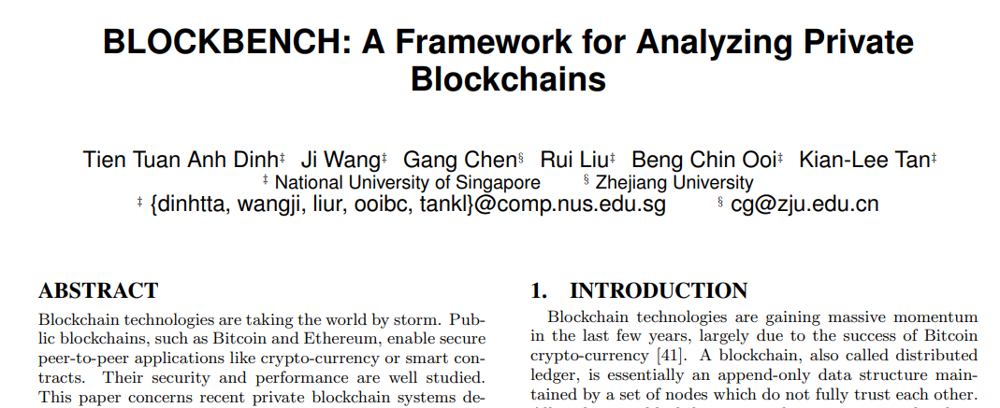 BLOCKBENCH: A Framework for Analyzing Private
Blockchains
Tien Tuan Anh Dinh‡ Ji Wang‡ Gang Chen§ Rui Liu‡ Beng Chin Ooi‡ Kian-Lee Tan‡
‡ National University of Singapore § Zhejiang University
‡ {dinhtta, wangji, liur, ooibc, tankl}@comp.nus.edu.sg § cg@zju.edu.cn
ABSTRACT
Blockchain technologies are taking the world by storm. Pub-
lic blockchains, such as Bitcoin and Ethereum, enable secure
peer-to-peer applications like crypto-currency or smart con-
tracts. Their security and performance are well studied.
This paper concerns recent private blockchain systems de-
1. INTRODUCTION
Blockchain technologies are gaining massive momentum
in the last few years, largely due to the success of Bitcoin
crypto-currency [41]. A blockchain, also called distributed
ledger, is essentially an append-only data structure main-
tained by a set of nodes which do not fully trust each other.